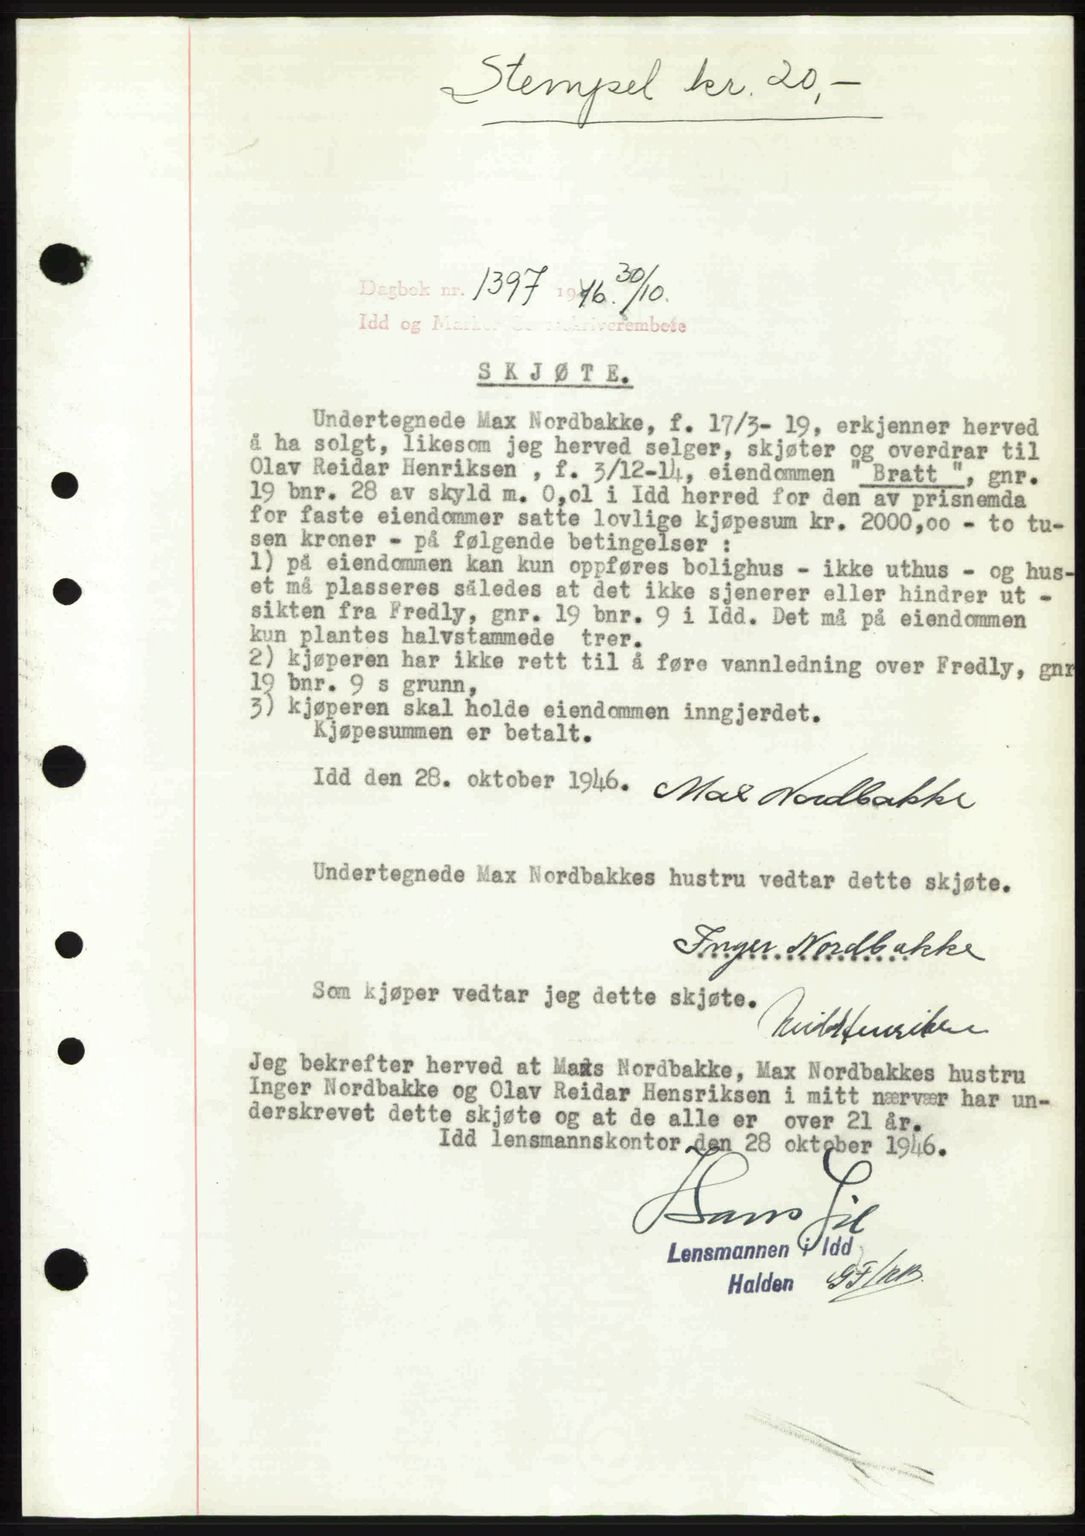 Stempel kr. 20,-
Dagbok nr. 1397 1946. 30/10.
Idd og Marker Sorenskriverembete
SKJØTE.
Undertegnede Max Nordbakke, f. 17/3- 19, erkjenner herved
å ha solgt, likesom jeg herved selger, skjøter og overdrar til
Olav Reidar Henriksen , f. 3/12-14, eiendommen "Bratt ", gnr.
19 bnr. 28 av skyld m. 0,ol i Idd herred for den av prisnemda
for faste eiendommer satte lovlige kjøpesum kr. 2000,oo - to tu-
sen kroner - på følgende betingelser :
1) på eiendommen kan kun oppføres bolighus - ikke uthus - og hus-
et må plasseres således at det ikke sjenerer eller hindrer ut -
sikten fra Fredly, gnr. 19 bnr. 9 i Idd. Det må på eiendommen
kun plantes halvstammede trer.
2) kjøperen har ikke rett til å føre vannledning over Fredly, gnr
19 bnr. 9 s grunn,
3) kjøperen skal holde eiendommen inngjerdet.
Kjøpesummen er betalt.
Idd den 28. oktober 1946. Max Nordbakke
Undertegnede Max Nordbakkes hustru vedtar dette skjøte.
Inger Nordbakke
Som kjøper vedtar jeg dette skjøte.
Jeg bekrefter herved at Maxs Nordbakke, Max Nordbakkes hustru
Inger Nordbakke og Olav Reidar Hensriksen i mitt nærvær har un-
derskrevet dette skjøte og at de alle er over 21 år.
Idd lensmannskontor den 28 oktober 1946.
Hans
Lensmannen i Idd
Halden